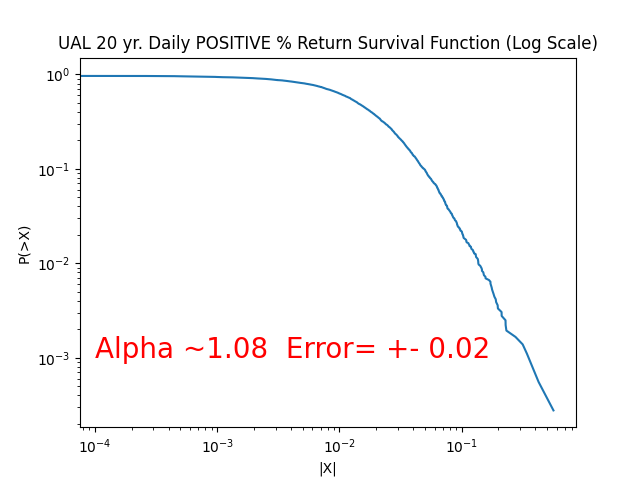 UAL 20 yr. Daily POSITIVE % Return Survival Function (Log Scale)
10⁰
10⁻¹
10⁻²
10⁻³
P(>X)
Alpha ~1.08  Error= +- 0.02
10⁻⁴ 10⁻³ 10⁻² 10⁻¹
|X|